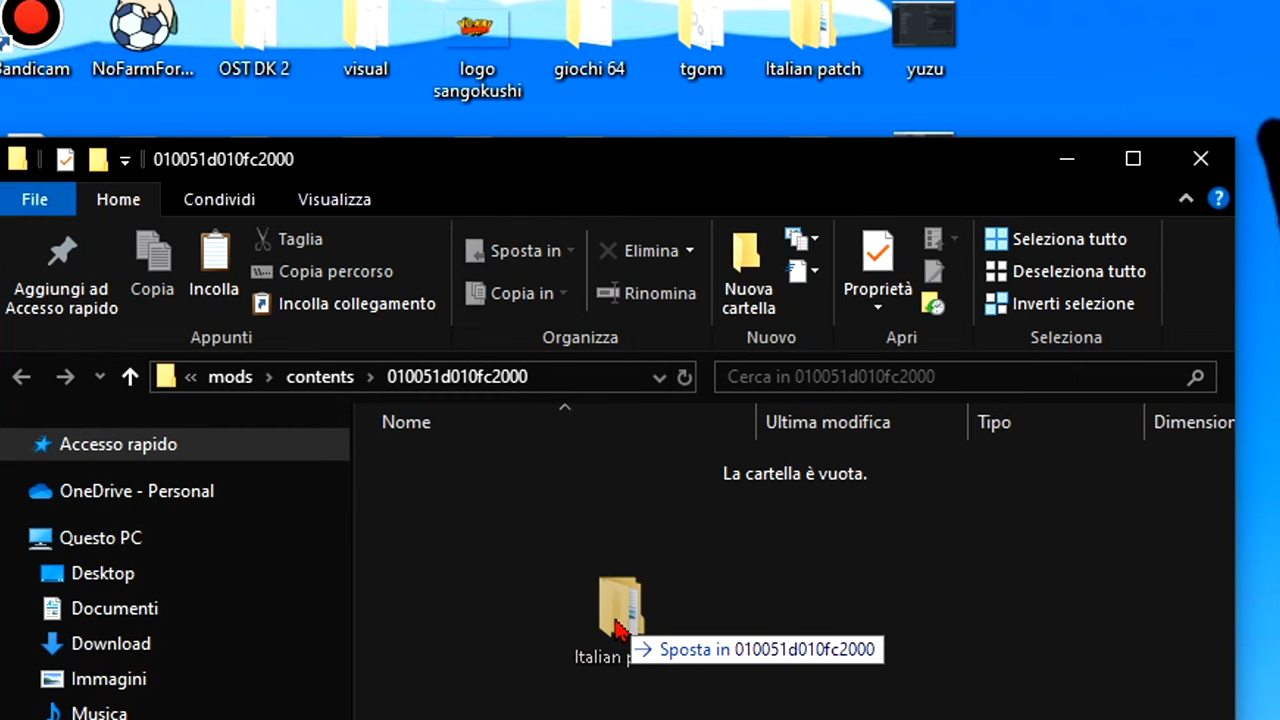 Bandicam
NoFarmFor...
OST DK 2
visual
logo
sangokushi
giochi 64
tgom
Italian patch
yuzu
010051d010fc2000
File
Home
Condividi
Visualizza
Aggiungi ad
Accesso rapido
Copia
Incolla
Taglia
Copia percorso
Incolla collegamento
Appunti
Sposta in
Copia in
Elimina
Rinomina
Organizza
Nuova
cartella
Nuovo
Proprietà
Apri
Seleziona tutto
Deseleziona tutto
Inverti selezione
Seleziona
« mods > contents > 010051d010fc2000
Cerca in 010051d010fc2000
Nome
Ultima modifica
Tipo
Dimension
Accesso rapido
OneDrive - Personal
Questo PC
Desktop
Documenti
Download
Immagini
Musica
La cartella è vuota.
Italian p
Sposta in 010051d010fc2000